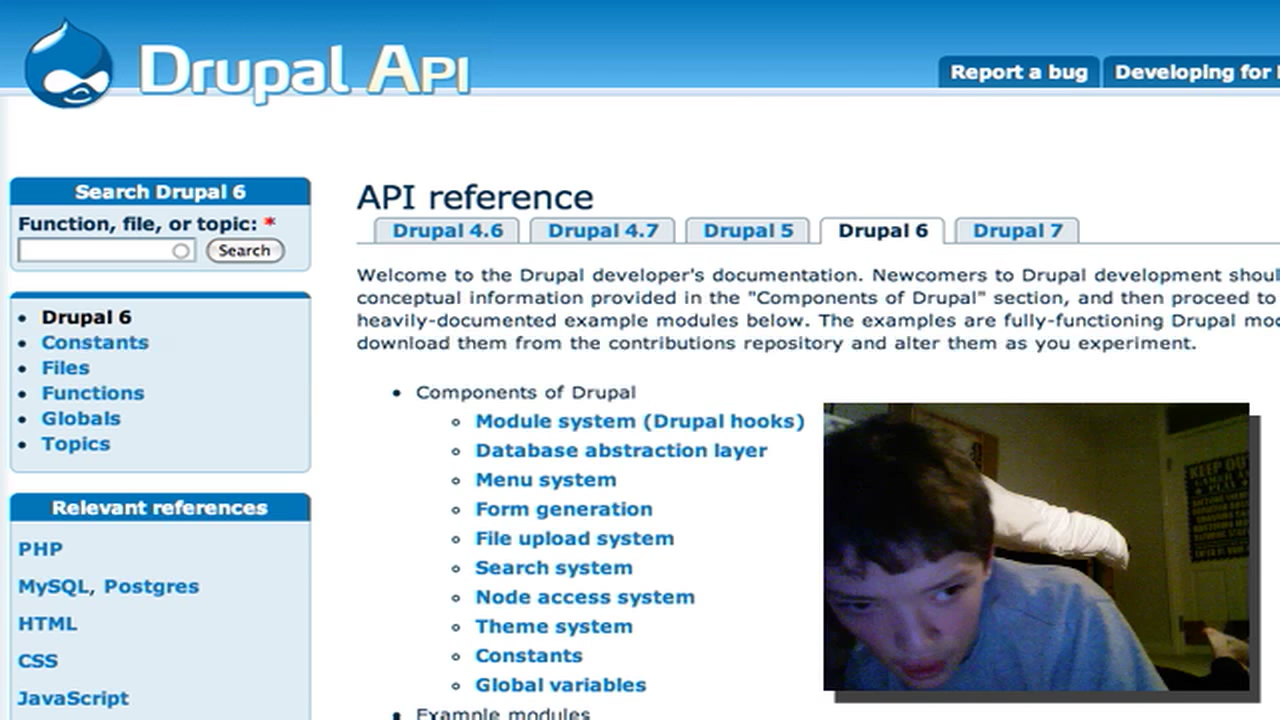 Drupal API
Report a bug
Developing for
Search Drupal 6
Function, file, or topic: *
Search
Drupal 6
Constants
Files
Functions
Globals
Topics
Relevant references
PHP
MySQL, Postgres
HTML
CSS
JavaScript
API reference
Drupal 4.6
Drupal 4.7
Drupal 5
Drupal 6
Drupal 7
Welcome to the Drupal developer's documentation. Newcomers to Drupal development shoul
conceptual information provided in the "Components of Drupal" section, and then proceed to
heavily-documented example modules below. The examples are fully-functioning Drupal mod
download them from the contributions repository and alter them as you experiment.
Components of Drupal
Module system (Drupal hooks)
Database abstraction layer
Menu system
Form generation
File upload system
Search system
Node access system
Theme system
Constants
Global variables
Example modules
KEEP OUT